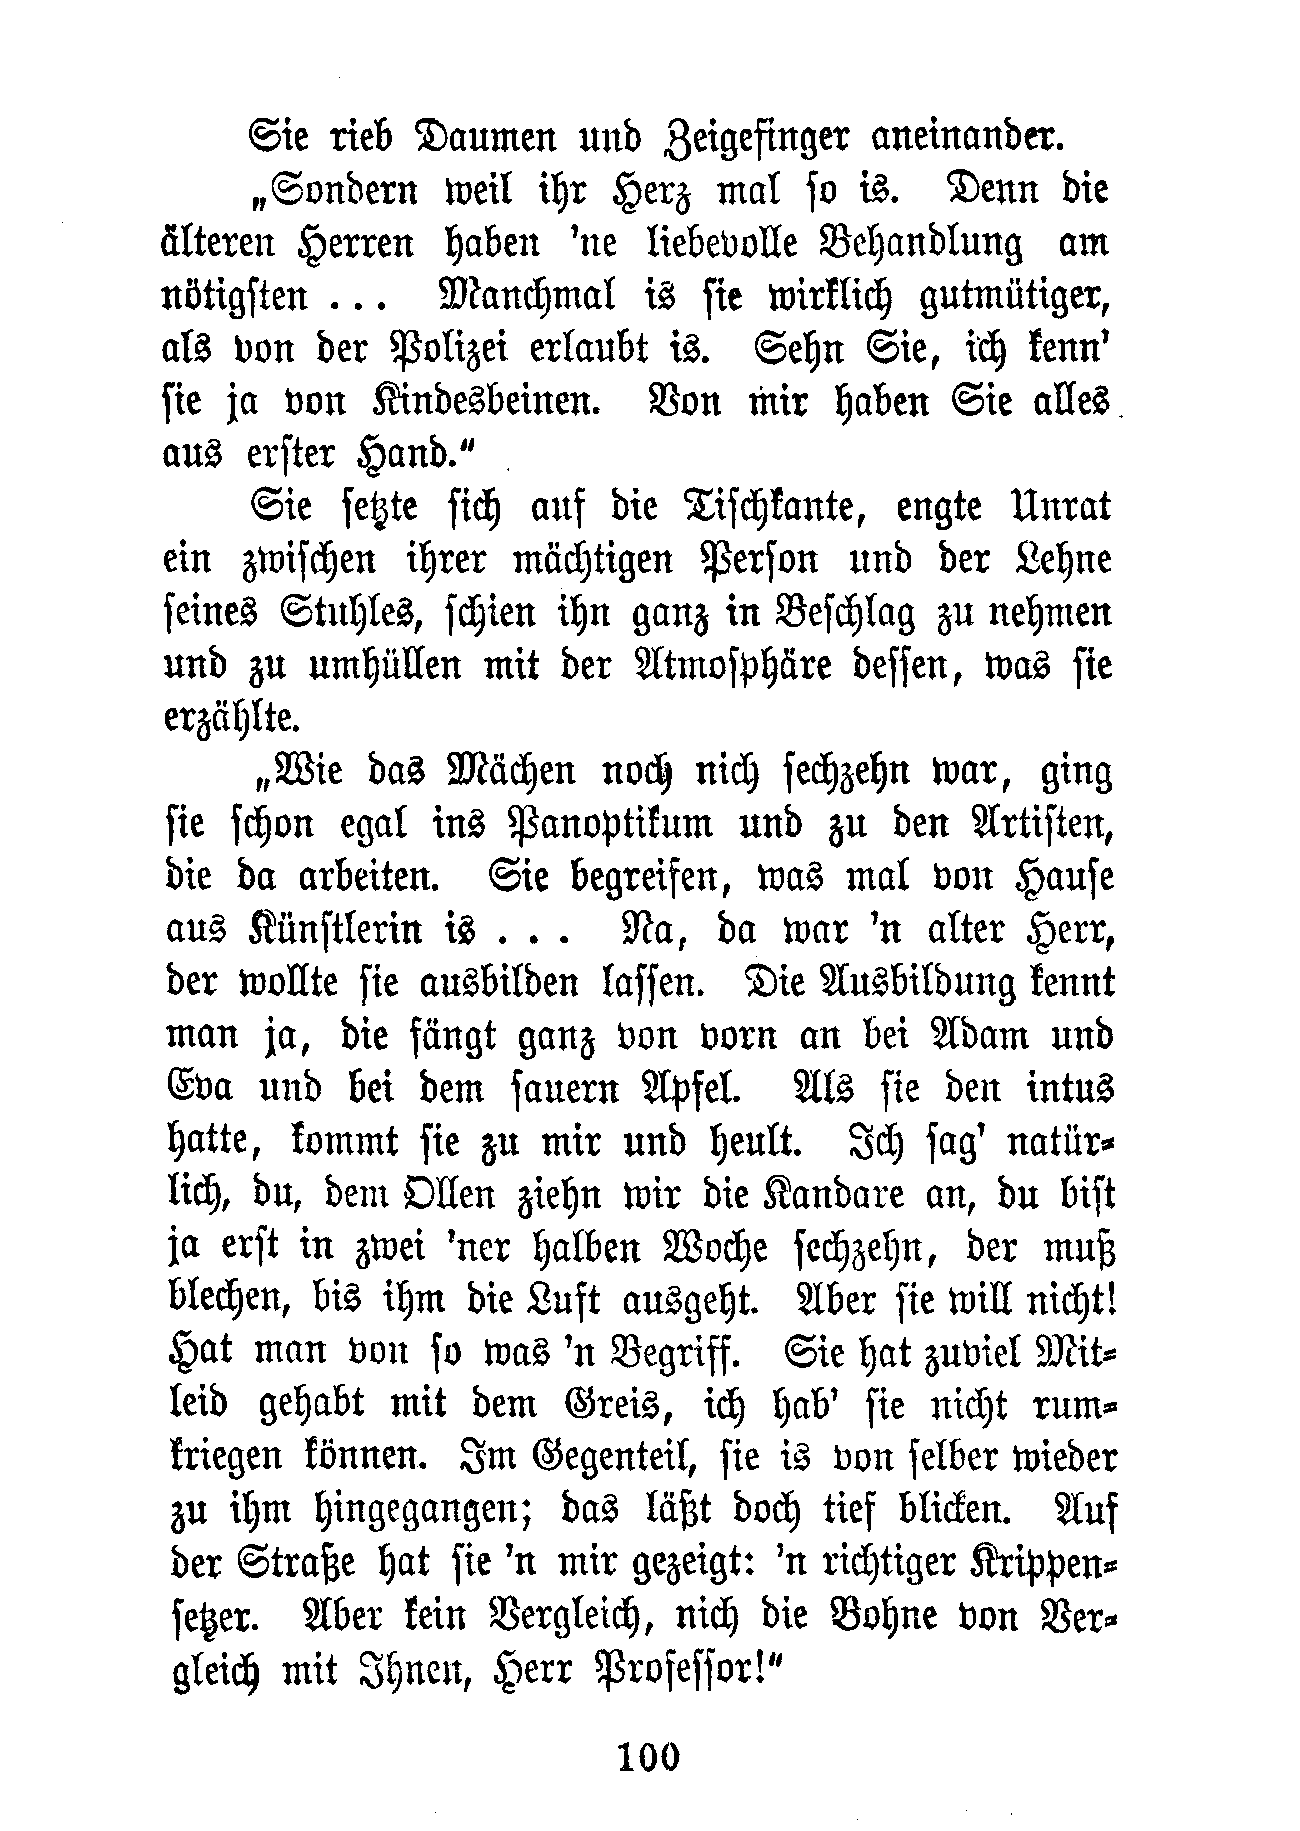 Sie rieb Daumen und Zeigefinger aneinander.
„Sondern weil ihr Herz mal so is. Denn die
älteren Herren haben 'ne liebevolle Behandlung am
nötigsten . . . Manchmal is sie wirklich gutmütiger,
als von der Polizei erlaubt is. Sehn Sie, ich kenn'
sie ja von Kindesbeinen. Von mir haben Sie alles
aus erster Hand.“
Sie setzte sich auf die Tischkante, engte Unrat
ein zwischen ihrer mächtigen Person und der Lehne
seines Stuhles, schien ihn ganz in Beschlag zu nehmen
und zu umhüllen mit der Atmosphäre dessen, was sie
erzählte.
„Wie das Mächen noch nich sechzehn war, ging
sie schon egal ins Panoptikum und zu den Artisten,
die da arbeiten. Sie begreifen, was mal von Hause
aus Künstlerin is . . . Na, da war 'n alter Herr,
der wollte sie ausbilden lassen. Die Ausbildung kennt
man ja, die fängt ganz von vorn an bei Adam und
Eva und bei dem sauern Apfel. Als sie den intus
hatte, kommt sie zu mir und heult. Ich sag' natür-
lich, du, dem Ollen ziehn wir die Kandare an, du bist
ja erst in zwei 'ner halben Woche sechzehn, der muß
blechen, bis ihm die Luft ausgeht. Aber sie will nicht!
Hat man von so was 'n Begriff. Sie hat zuviel Mit-
leid gehabt mit dem Greis, ich hab' sie nicht rum-
kriegen können. Im Gegenteil, sie is von selber wieder
zu ihm hingegangen; das läßt doch tief blicken. Auf
der Straße hat sie 'n mir gezeigt: 'n richtiger Krippen-
setzer. Aber kein Vergleich, nich die Bohne von Ver-
gleich mit Ihnen, Herr Professor!“
100